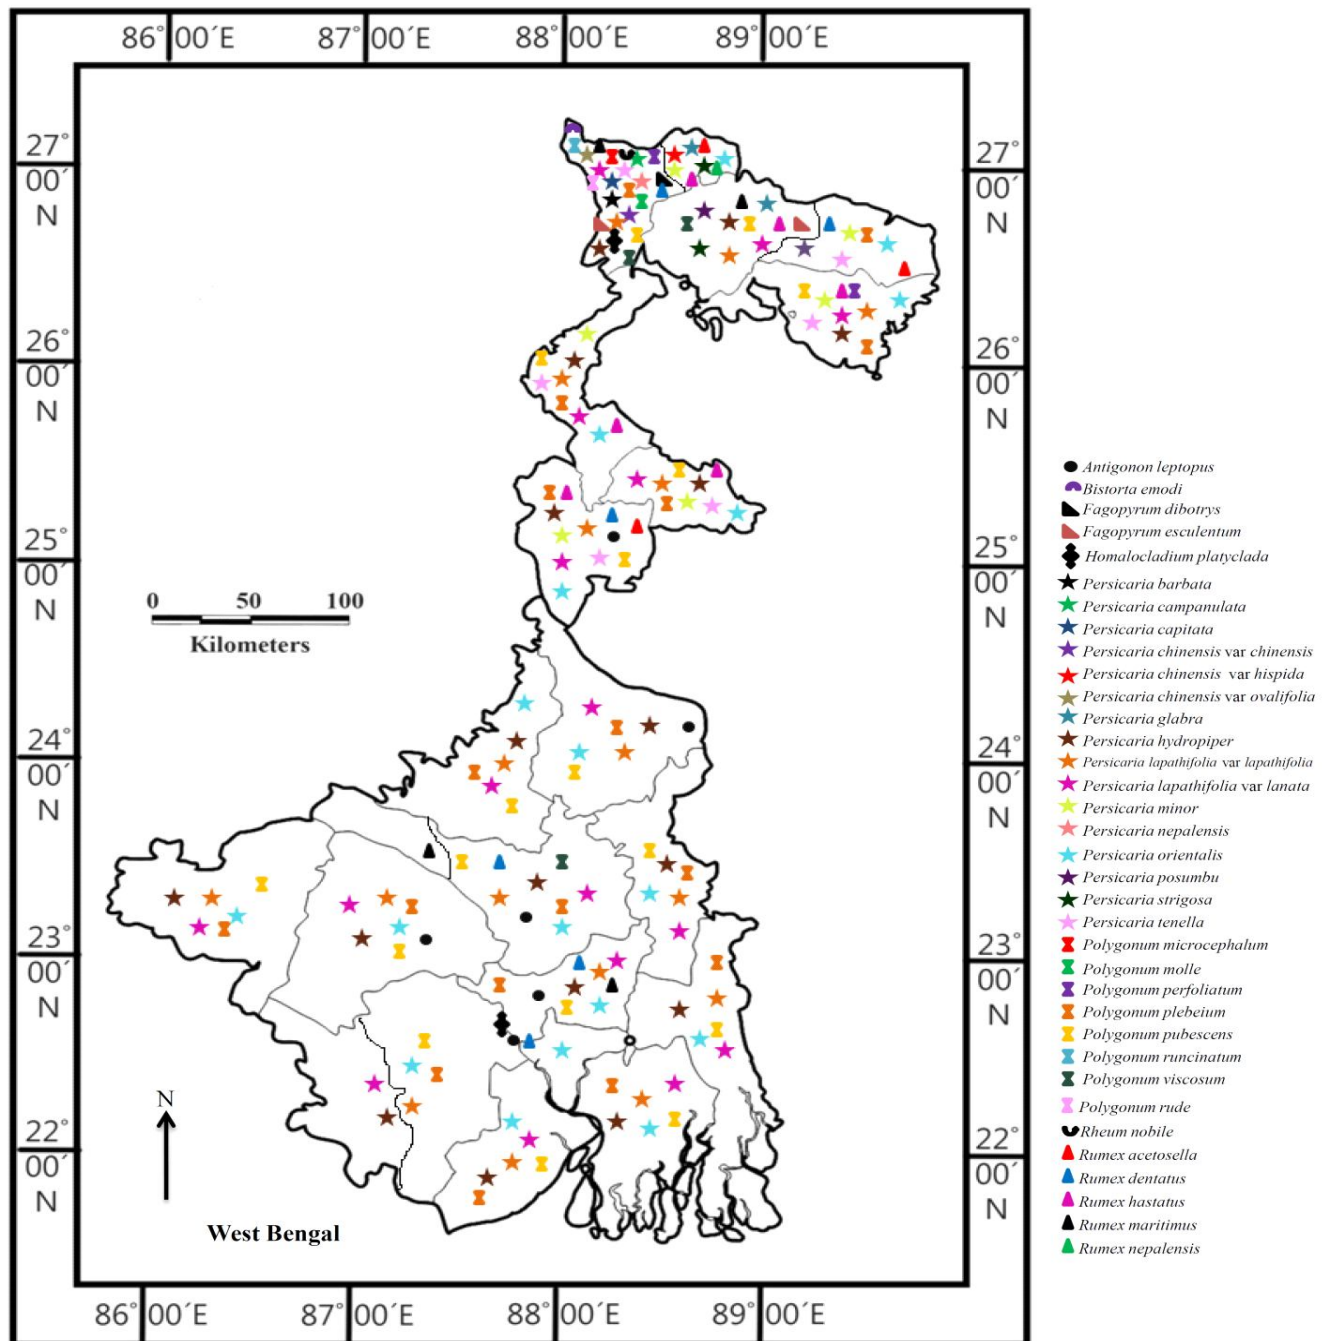 86°00´E 87°00´E 88°00´E 89°00´E
27°
00´
N
27°
00´
N
26°
00´
N
26°
00´
N
25°
00´
N
25°
00´
N
24°
00´
N
24°
00´
N
23°
00´
N
23°
00´
N
22°
00´
N
22°
00´
N
0 50 100
Kilometers
N
West Bengal
86°00´E 87°00´E 88°00´E 89°00´E
Antigonon leptopus
Bistorta emodi
Fagopyrum dibotrys
Fagopyrum esculentum
Homalocladium platyclada
Persicaria barbata
Persicaria campanulata
Persicaria capitata
Persicaria chinensis var chinensis
Persicaria chinensis var hispida
Persicaria chinensis var ovalifolia
Persicaria glabra
Persicaria hydropiper
Persicaria lapathifolia var lapathifolia
Persicaria lapathifolia var lanata
Persicaria minor
Persicaria nepalensis
Persicaria orientalis
Persicaria posumbu
Persicaria strigosa
Persicaria tenella
Polygonum microcephalum
Polygonum molle
Polygonum perfoliatum
Polygonum plebeium
Polygonum pubescens
Polygonum runcinatum
Polygonum viscosum
Polygonum rude
Rheum nobile
Rumex acetosella
Rumex dentatus
Rumex hastatus
Rumex maritimus
Rumex nepalensis